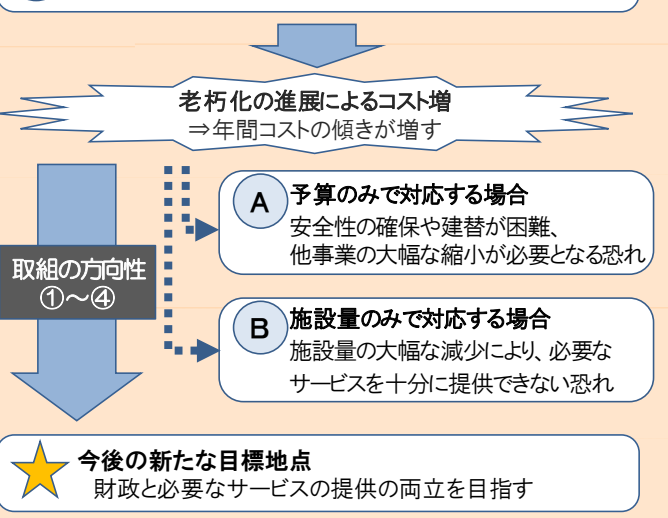 老朽化の進展によるコスト増
⇒年間コストの傾きが増す
A
予算のみで対応する場合
安全性の確保や建替が困難、
他事業の大幅な縮小が必要となる恐れ
取組の方向性
①～④
B
施設量のみで対応する場合
施設量の大幅な減少により、必要な
サービスを十分に提供できない恐れ
今後の新たな目標地点
財政と必要なサービスの提供の両立を目指す